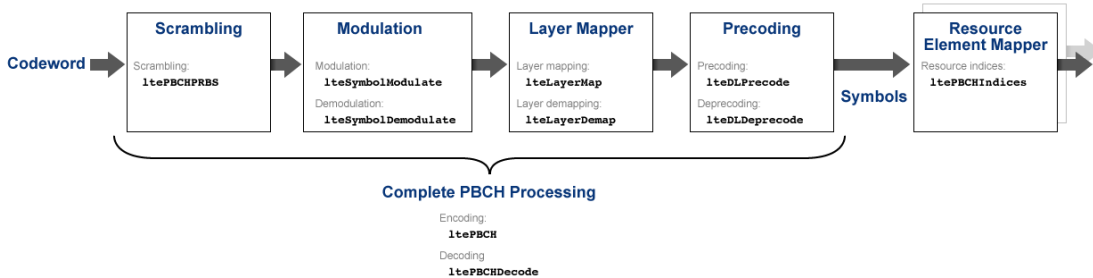 Codeword
Scrambling
Scrambling:
ltePBCHPRBS
Modulation
Modulation:
lteSymbolModulate
Demodulation:
lteSymbolDemodulate
Layer Mapper
Layer mapping:
lteLayerMap
Layer demapping:
lteLayerDemap
Precoding
Precoding:
lteDLPrecode
Deprecoding:
lteDLDeprecode
Symbols
Resource
Element Mapper
Resource indices:
ltePBCHIndices
Complete PBCH Processing
Encoding:
ltePBCH
Decoding
ltePBCHDecode